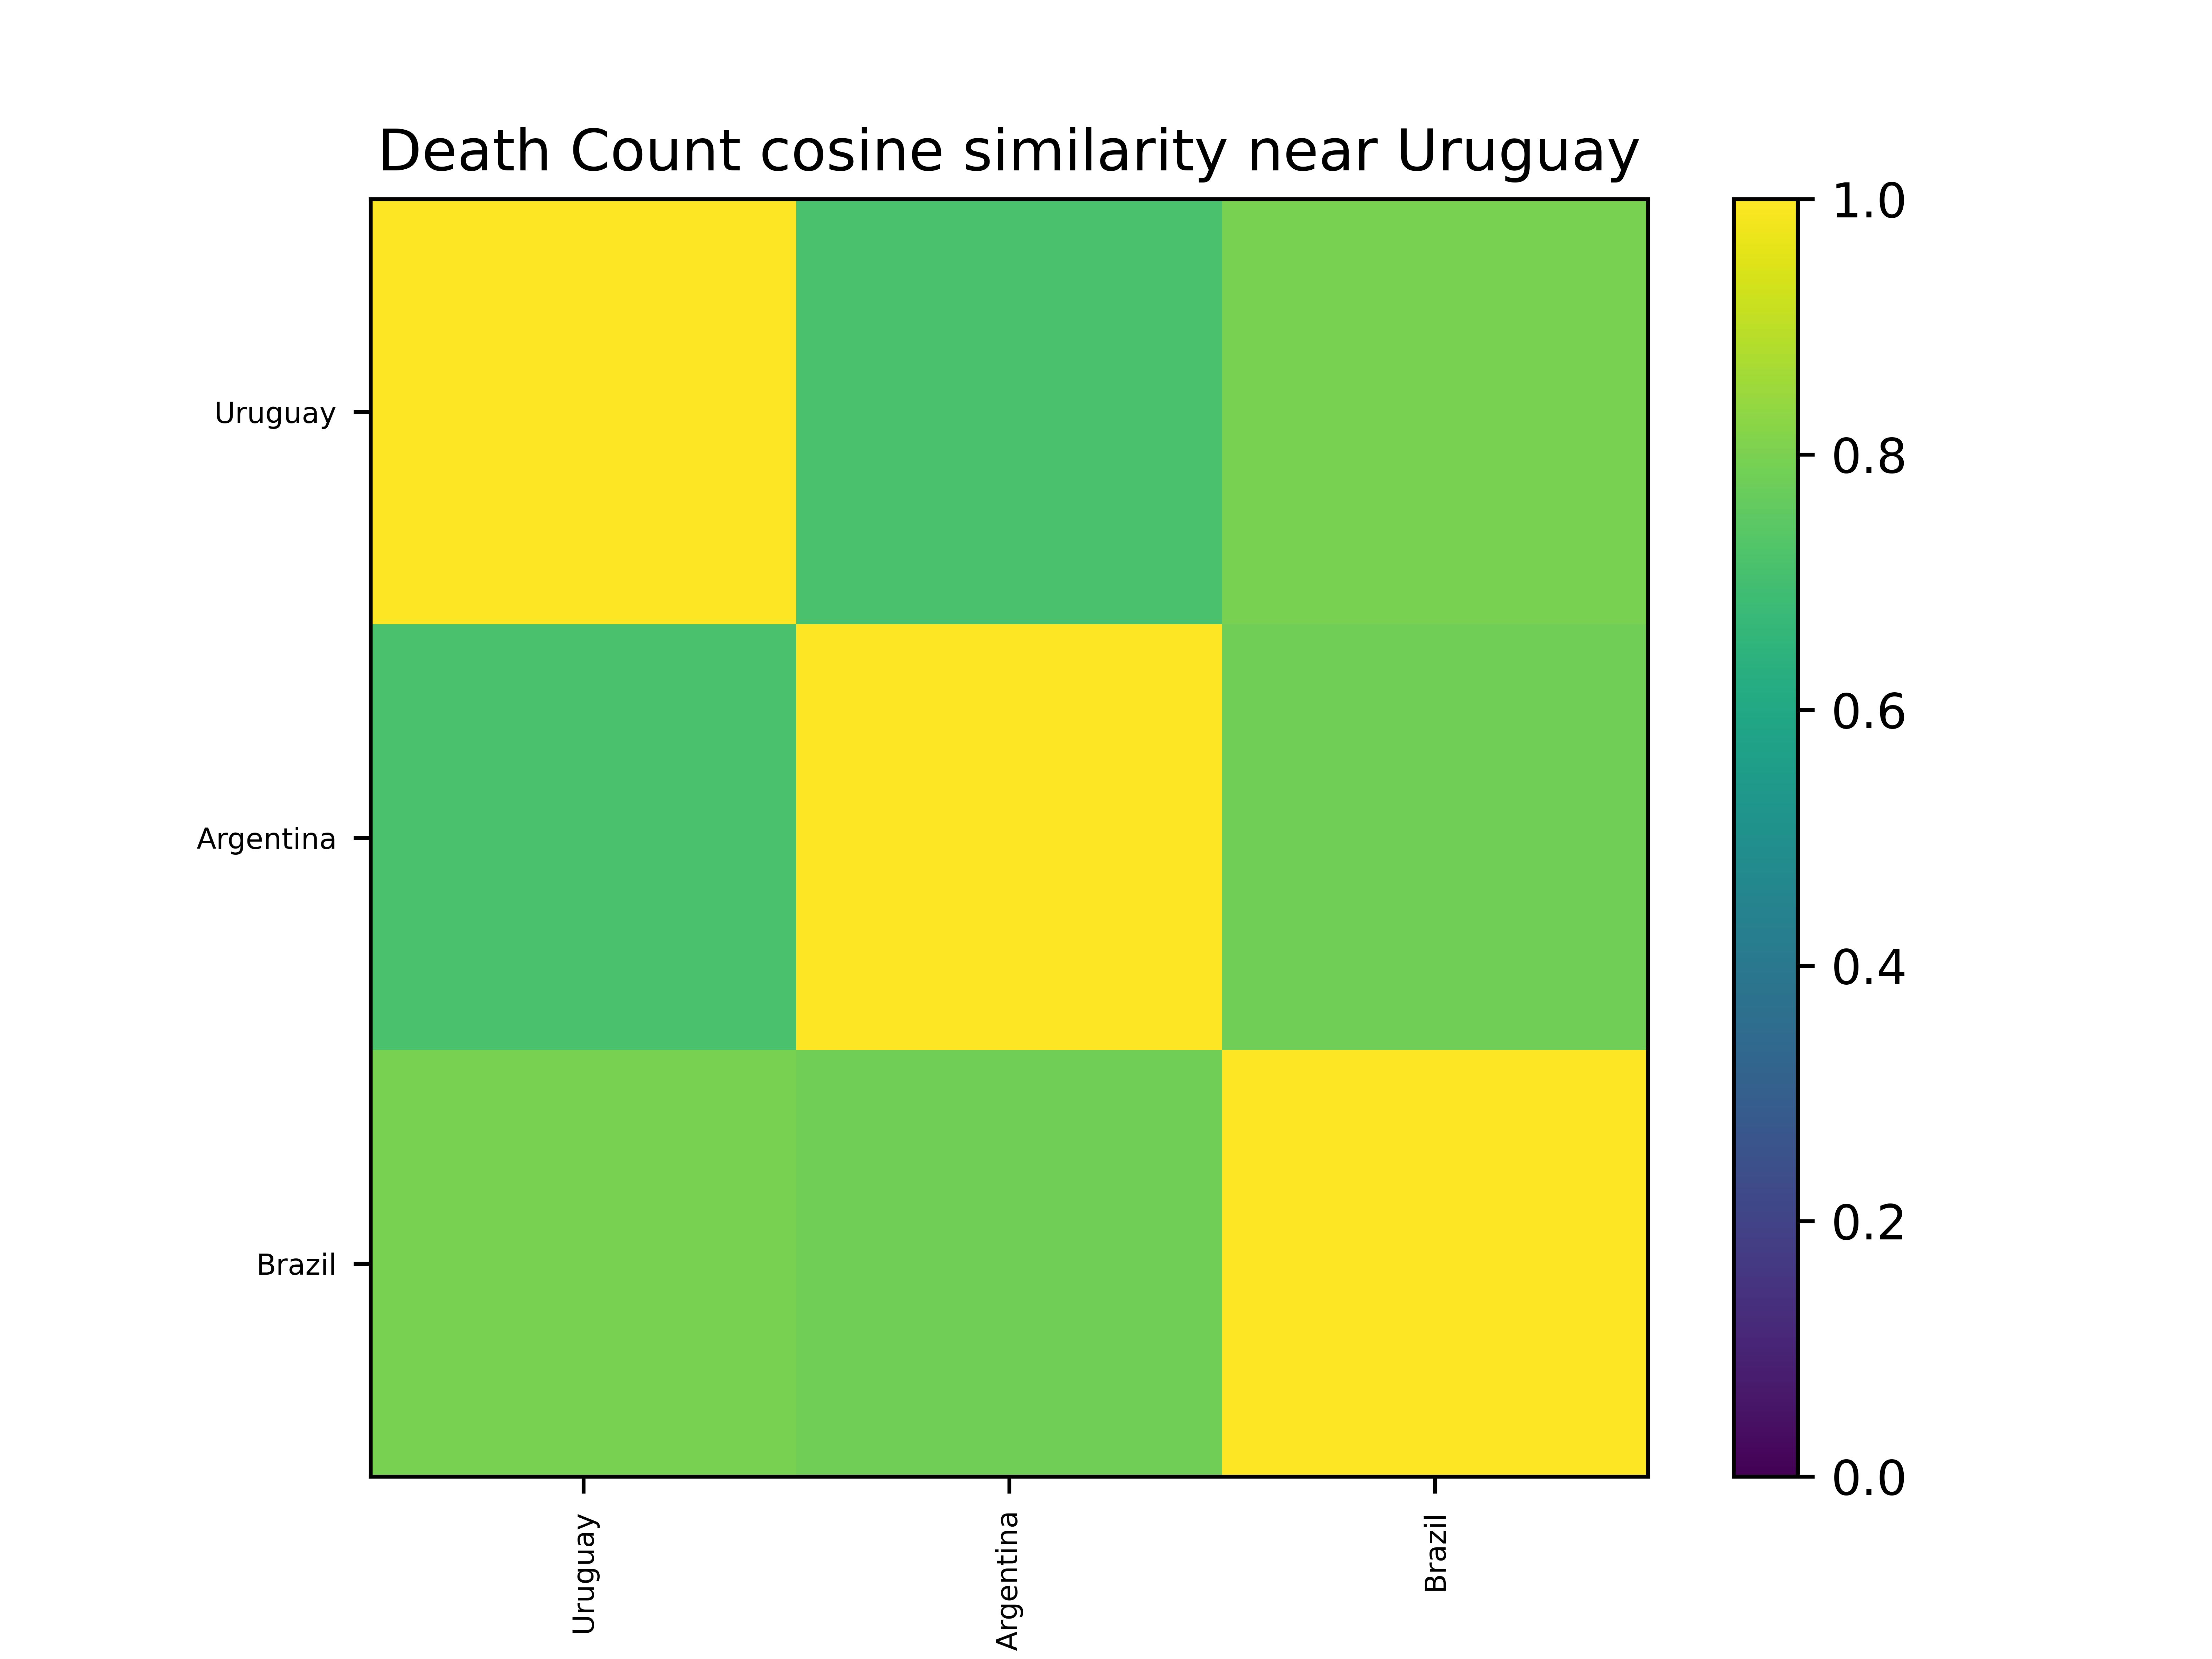 Death Count cosine similarity near Uruguay
Uruguay
Argentina
Brazil
Uruguay
Argentina
Brazil
1.0
0.8
0.6
0.4
0.2
0.0